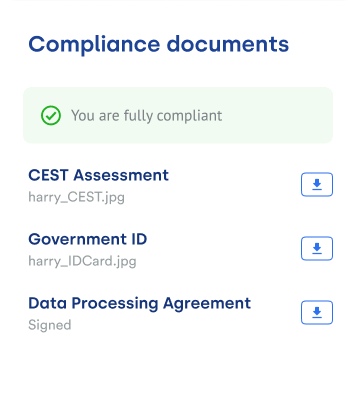 Compliance documents
You are fully compliant
CEST Assessment
harry_CEST.jpg
Government ID
harry_IDCard.jpg
Data Processing Agreement
Signed